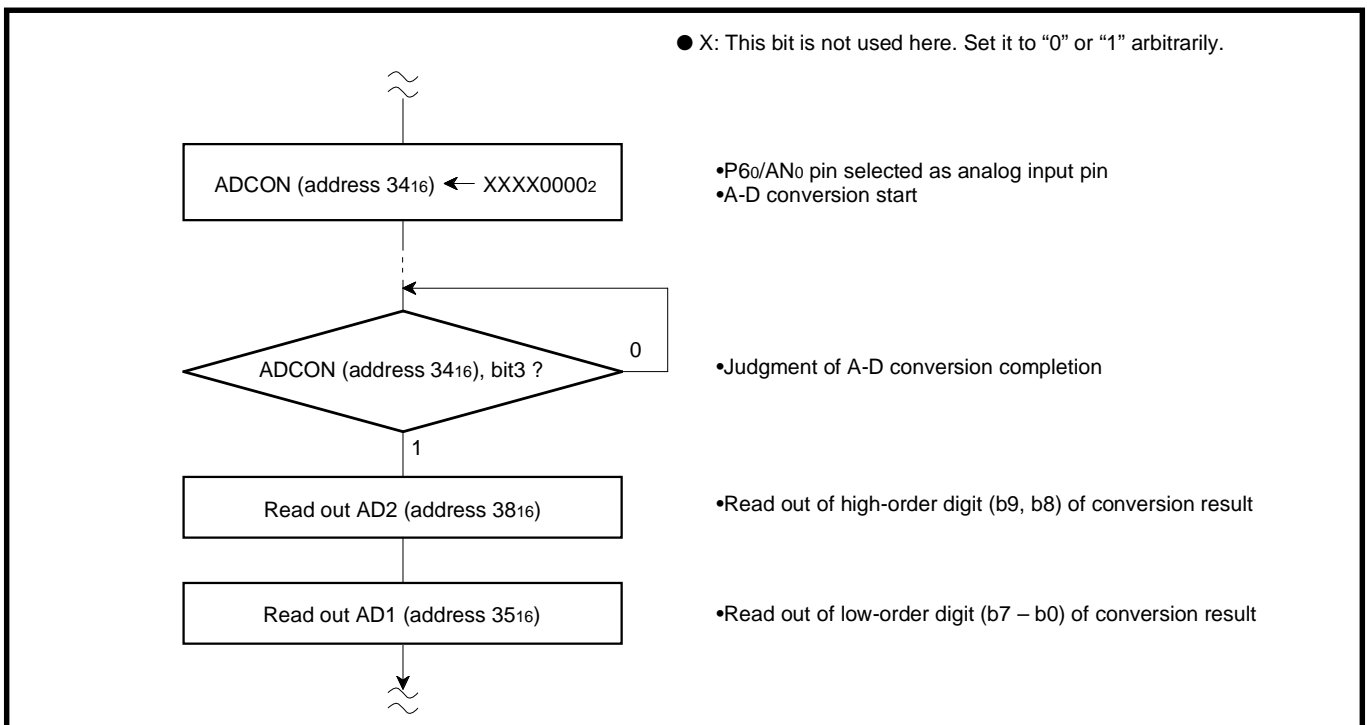 ● X: This bit is not used here. Set it to “0” or “1” arbitrarily.
ADCON (address 34₁₆) ← XXXX0000₂
•P6₀/AN₀ pin selected as analog input pin
•A-D conversion start
0
ADCON (address 34₁₆), bit3 ?
•Judgment of A-D conversion completion
1
Read out AD2 (address 38₁₆)
•Read out of high-order digit (b9, b8) of conversion result
Read out AD1 (address 35₁₆)
•Read out of low-order digit (b7 – b0) of conversion result